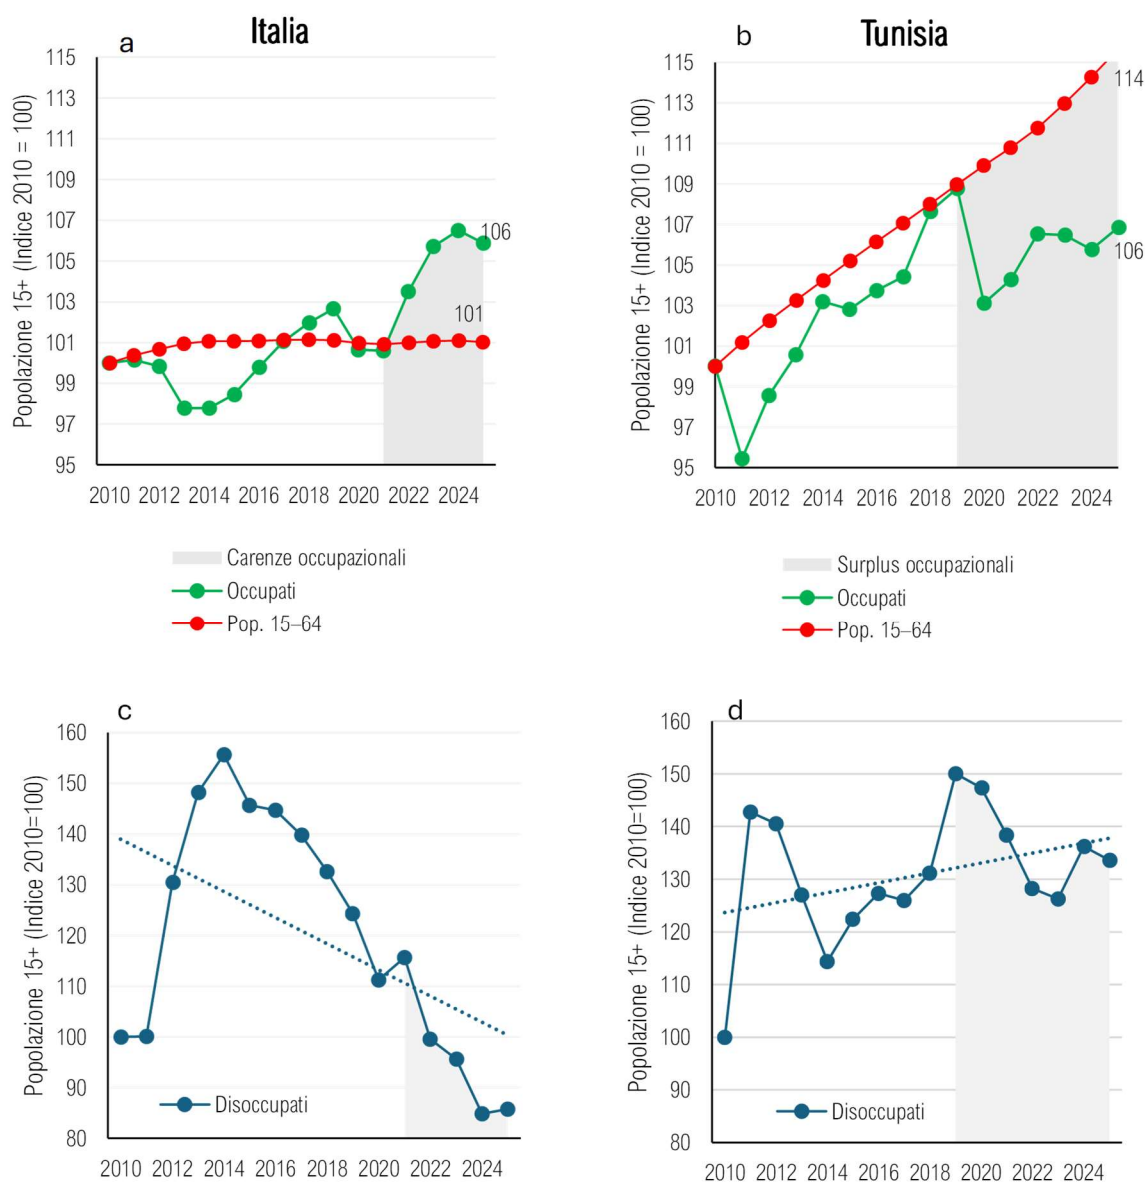 Italia
a
Popolazione 15+ (Indice 2010 = 100)
115
113
111
109
107
105
103
101
99
97
95
106
101
2010 2012 2014 2016 2018 2020 2022 2024
Carenze occupazionali
Occupati
Pop. 15–64
Tunisia
b
Popolazione 15+ (Indice 2010 = 100)
115
113
111
109
107
105
103
101
99
97
95
114
106
2010 2012 2014 2016 2018 2020 2022 2024
Surplus occupazionali
Occupati
Pop. 15–64
c
Popolazione 15+ (Indice 2010=100)
160
150
140
130
120
110
100
90
80
Disoccupati
2010 2012 2014 2016 2018 2020 2022 2024
d
Popolazione 15+ (Indice 2010=100)
160
150
140
130
120
110
100
90
80
Disoccupati
2010 2012 2014 2016 2018 2020 2022 2024